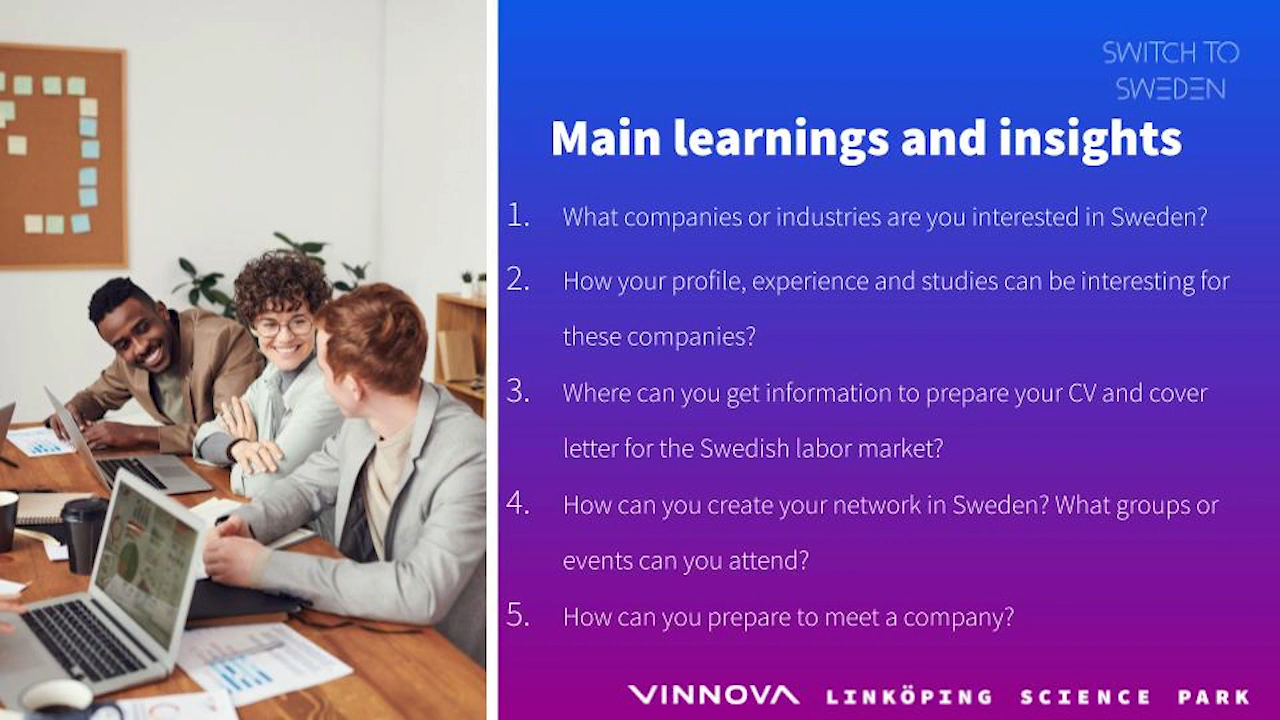 SWITCH TO
SWEDEN
Main learnings and insights
1. What companies or industries are you interested in Sweden?
2. How your profile, experience and studies can be interesting for
these companies?
3. Where can you get information to prepare your CV and cover
letter for the Swedish labor market?
4. How can you create your network in Sweden? What groups or
events can you attend?
5. How can you prepare to meet a company?
VINNOVA LINKÖPING SCIENCE PARK